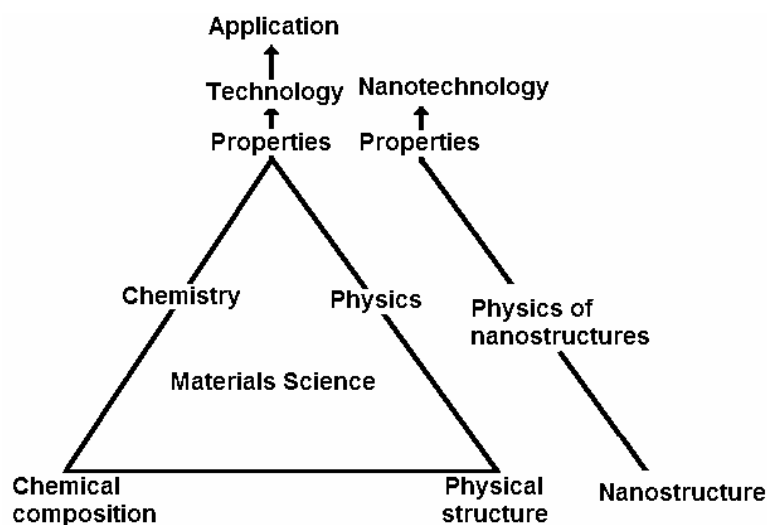 Application
Technology
Nanotechnology
Properties
Properties
Chemistry
Physics
Physics of
nanostructures
Materials Science
Chemical
composition
Physical
structure
Nanostructure